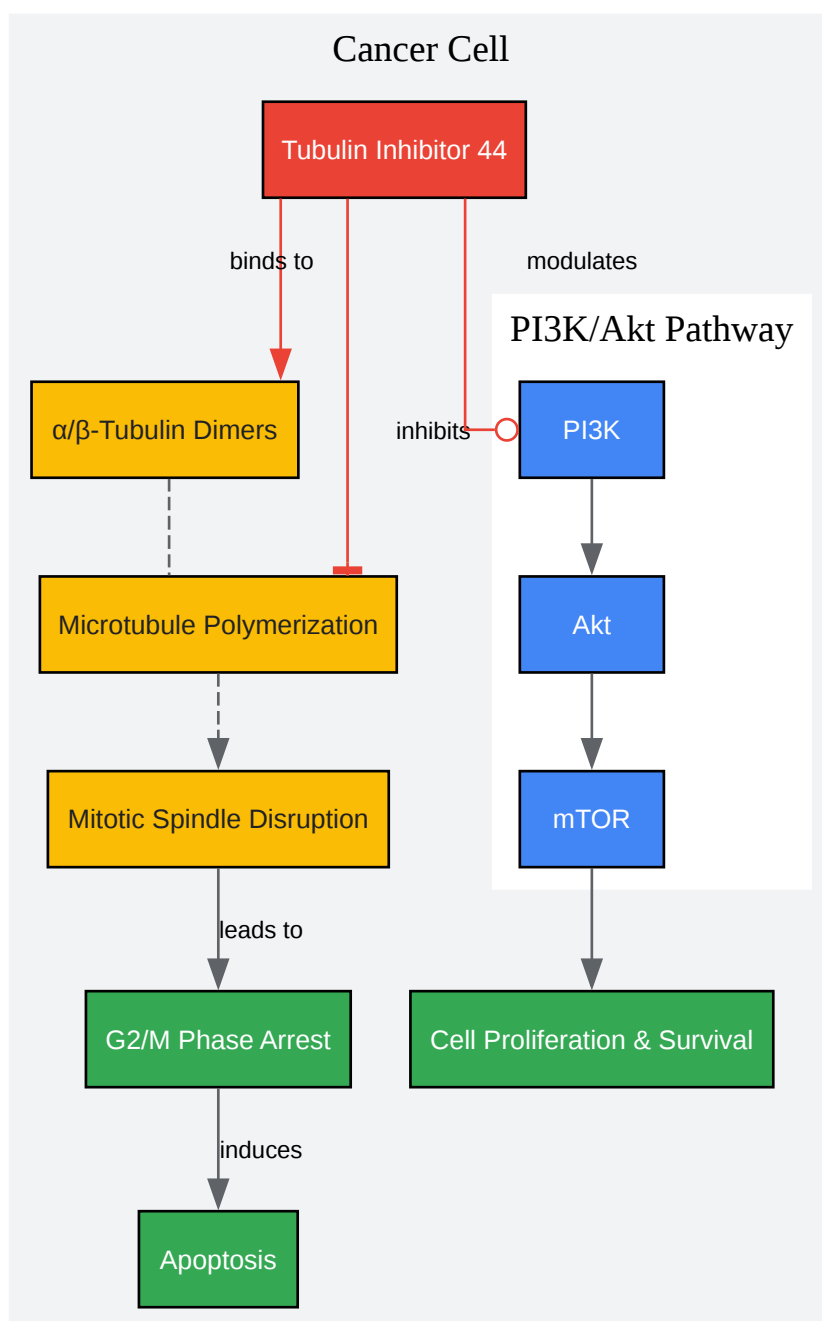 Cancer Cell
Tubulin Inhibitor 44
binds to
modulates
PI3K/Akt Pathway
α/β-Tubulin Dimers
inhibits
PI3K
Microtubule Polymerization
Akt
Mitotic Spindle Disruption
mTOR
leads to
G2/M Phase Arrest
Cell Proliferation & Survival
induces
Apoptosis